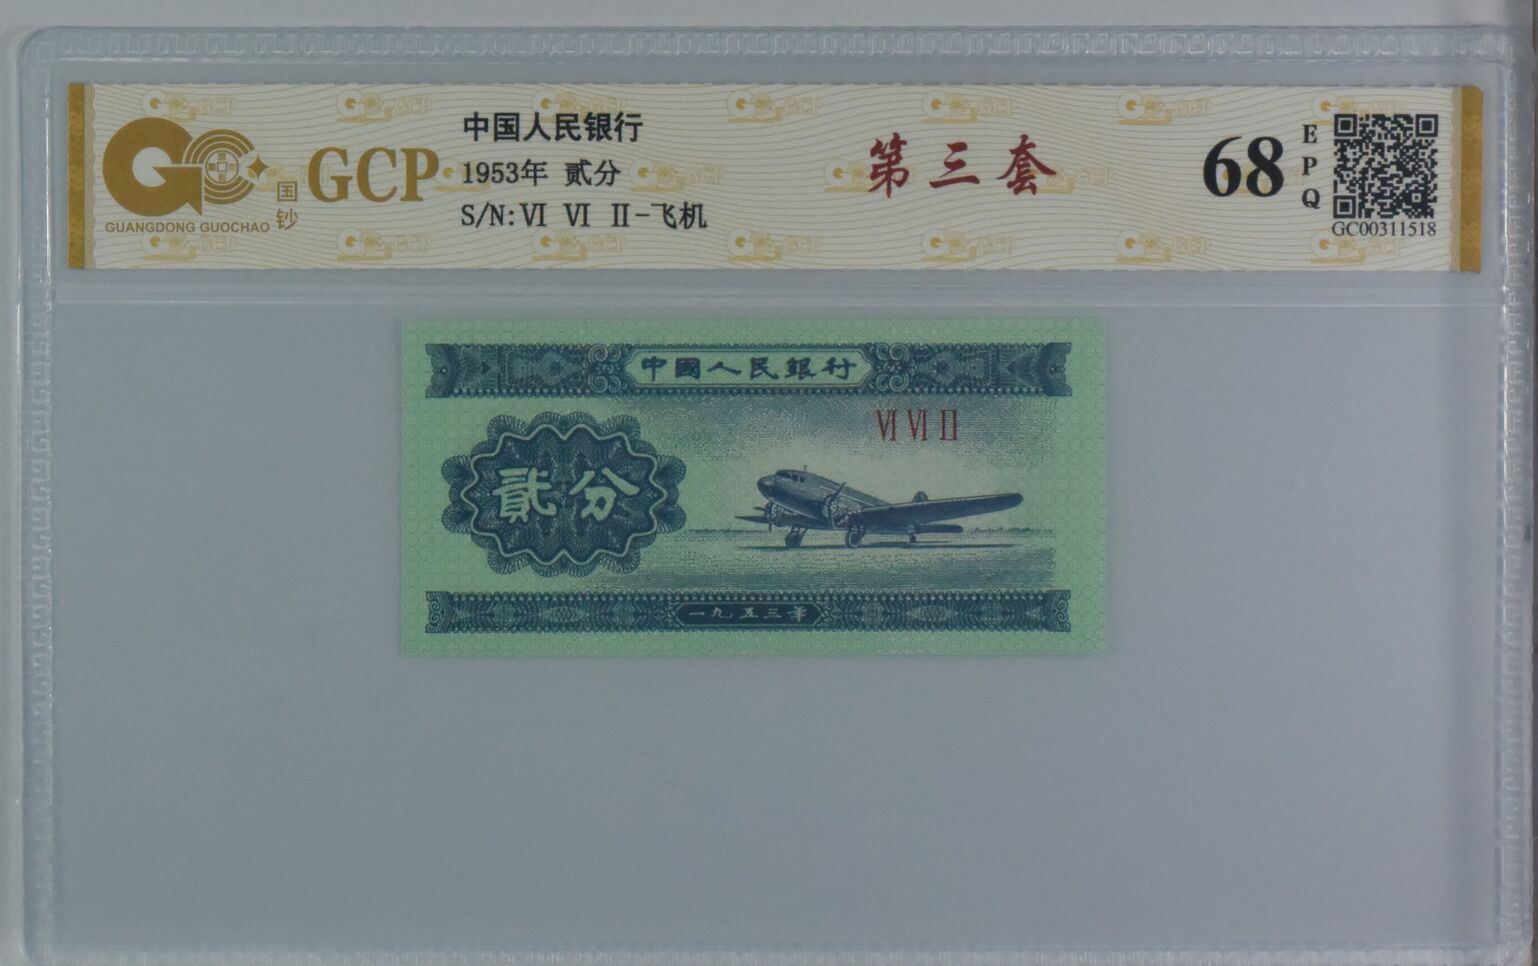 GUANGDONG GUOCHAO
国钞
GCP
中国人民银行
1953年 贰分
S/N:Ⅵ Ⅵ Ⅱ-飞机
第三套
68
EPQ
GC00311518
中國人民銀行
Ⅵ Ⅵ Ⅱ
貳分
一九五三年